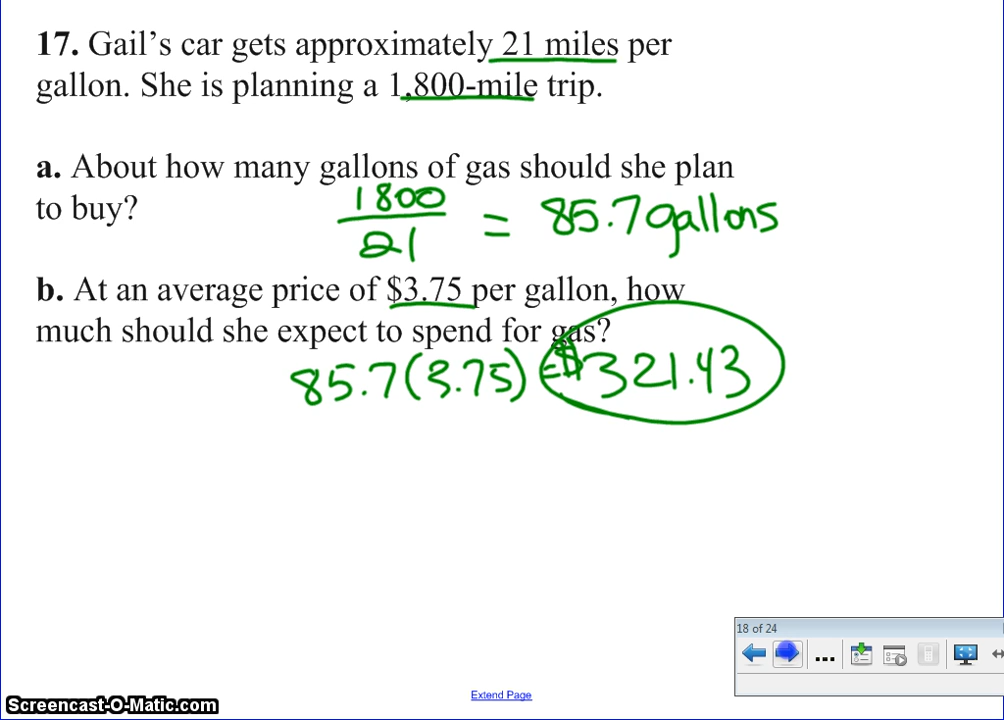 17. Gail's car gets approximately 21 miles per
gallon. She is planning a 1,800-mile trip.
a. About how many gallons of gas should she plan
to buy?
1800
21
= 85.7 gallons
b. At an average price of $3.75 per gallon, how
much should she expect to spend for gas?
85.7(3.75) = $321.43
18 of 24
...
Extend Page
Screencast-O-Matic.com